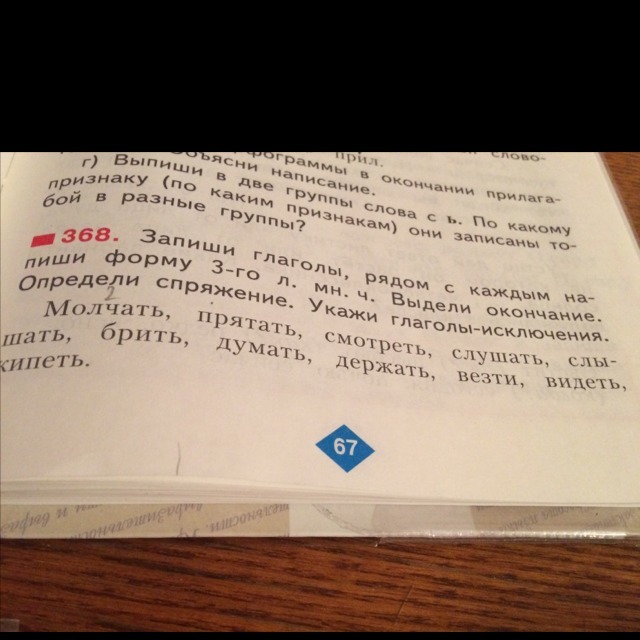 прил. слово-
Объясни написание.
орфограммы в окончании прилага-
г) Выпиши в две группы слова с ь. По какому
признаку (по каким признакам) они записаны то-
бой в разные группы?
368. Запиши глаголы, рядом с каждым на-
пиши форму 3-го л. мн. ч. Выдели окончание.
Определи спряжение. Укажи глаголы-исключения.
2
Молчать, прятать, смотреть, слушать, слы-
шать, брить, думать, держать, везти, видеть,
кипеть.
67